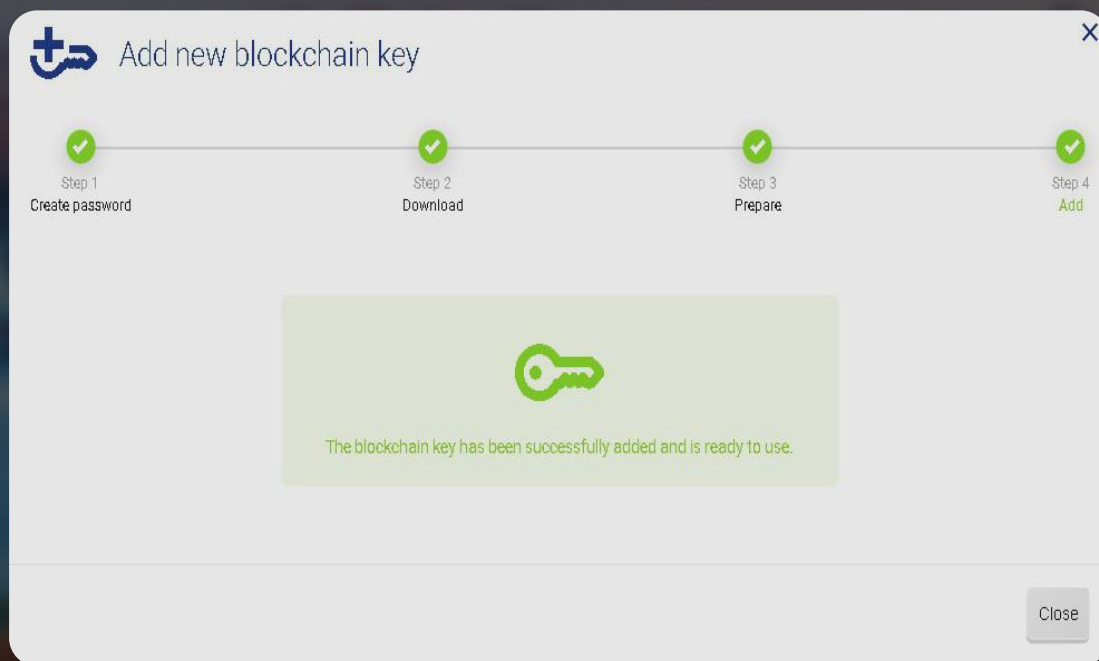 Add new blockchain key
Step 1
Create password
Step 2
Download
Step 3
Prepare
Step 4
Add
The blockchain key has been successfully added and is ready to use.
Close